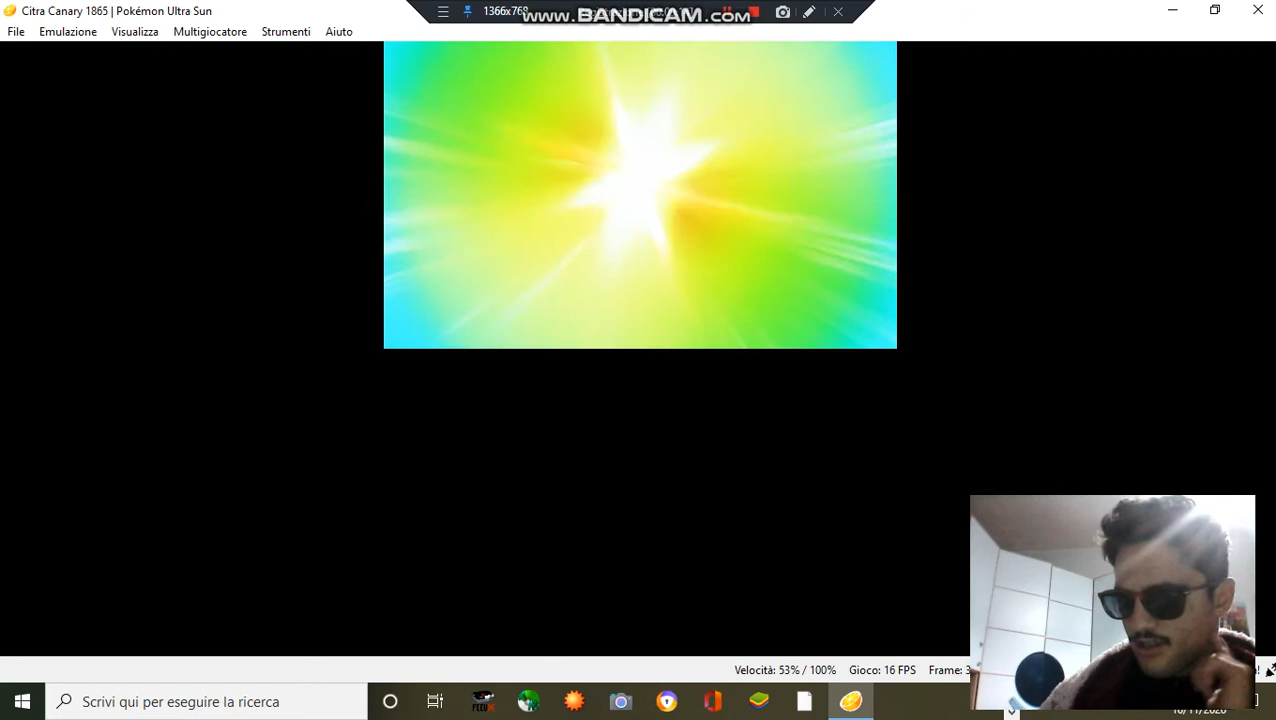 Citra Canary 1865 | Pokémon Ultra Sun
1366x768
www.BANDICAM.com
File Emulazione Visualizza Multigiocatore Strumenti Aiuto
Velocità: 53% / 100% Gioco: 16 FPS Frame:
Scrivi qui per eseguire la ricerca